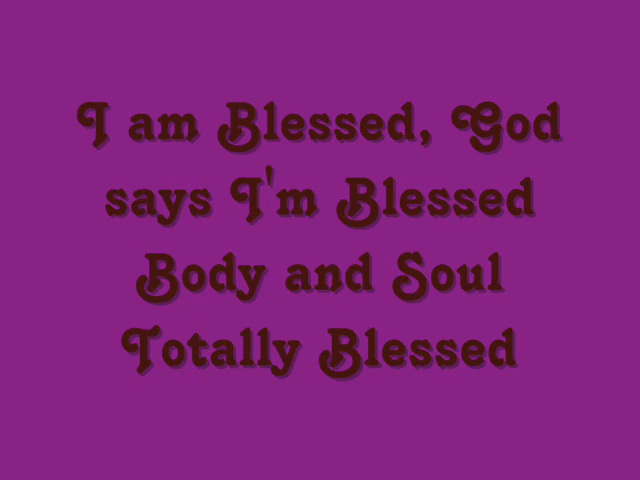 I am Blessed, God
says I'm Blessed
Body and Soul
Totally Blessed